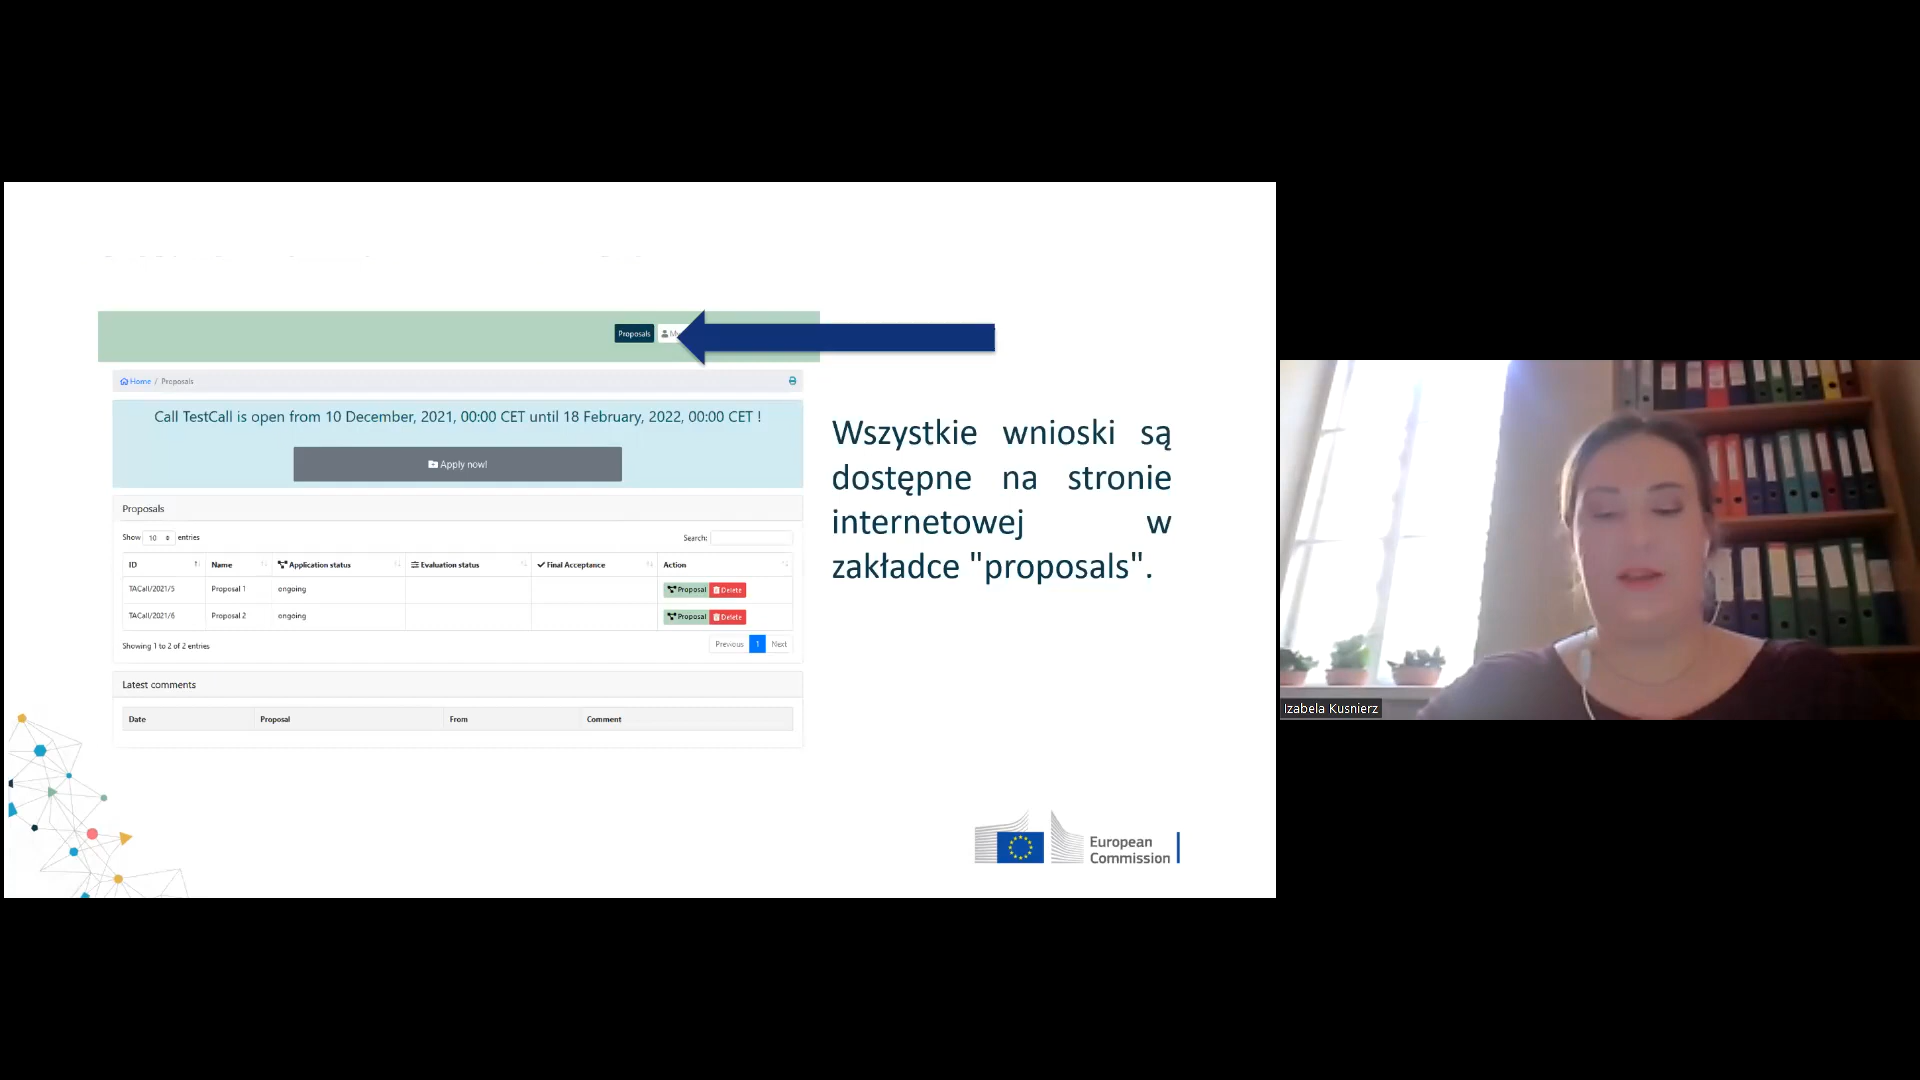 Proposals
Home / Proposals
Call TestCall is open from 10 December, 2021, 00:00 CET until 18 February, 2022, 00:00 CET !
Apply now!
Proposals
Show 10 entries
Search:
ID Name Application status Evaluation status Final Acceptance Action
TACall/2021/5 Proposal 1 ongoing Proposal Delete
TACall/2021/6 Proposal 2 ongoing Proposal Delete
Showing 1 to 2 of 2 entries
Previous 1 Next
Latest comments
Date Proposal From Comment
Wszystkie wnioski są
dostępne na stronie
internetowej w
zakładce "proposals".
European
Commission
Izabela Kusnierz